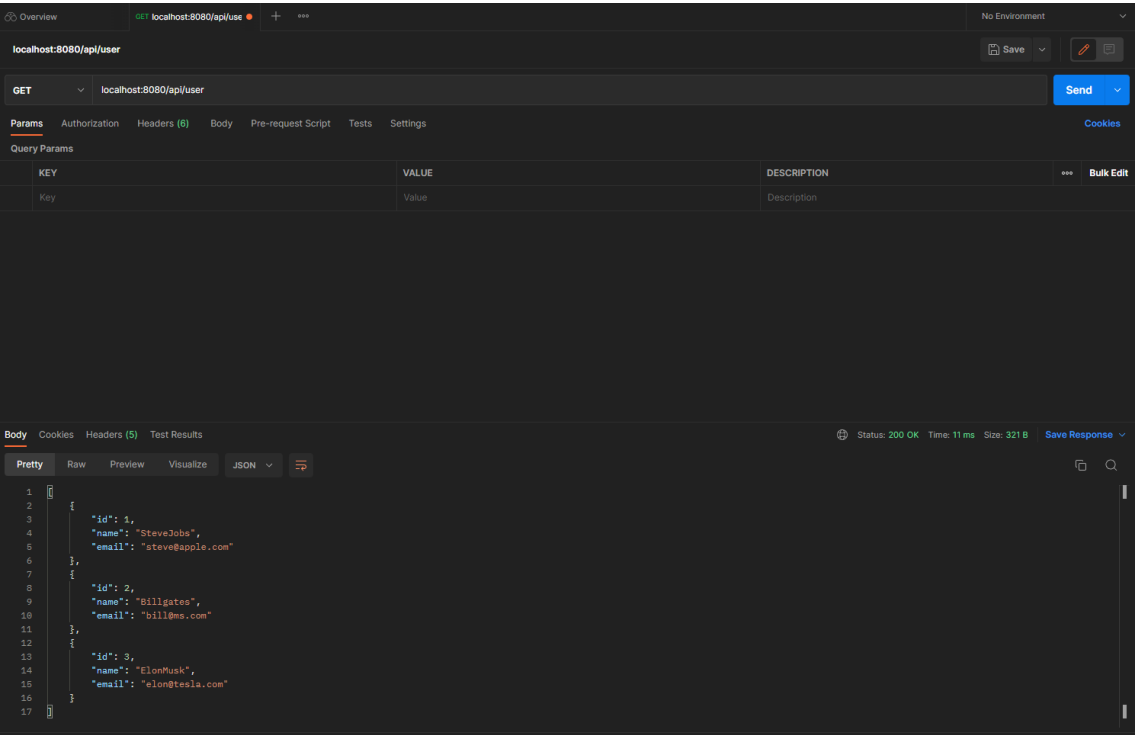 Overview GET localhost:8080/api/use No Environment
localhost:8080/api/user Save
GET localhost:8080/api/user Send
Params Authorization Headers (6) Body Pre-request Script Tests Settings Cookies
Query Params
KEY VALUE DESCRIPTION Bulk Edit
Key Value Description
Body Cookies Headers (5) Test Results Status: 200 OK Time: 11 ms Size: 321 B Save Response
Pretty Raw Preview Visualize JSON
1 [
2 {
3 "id": 1,
4 "name": "SteveJobs",
5 "email": "steve@apple.com"
6 },
7 {
8 "id": 2,
9 "name": "Billgates",
10 "email": "bill@ms.com"
11 },
12 {
13 "id": 3,
14 "name": "ElonMusk",
15 "email": "elon@tesla.com"
16 }
17 ]